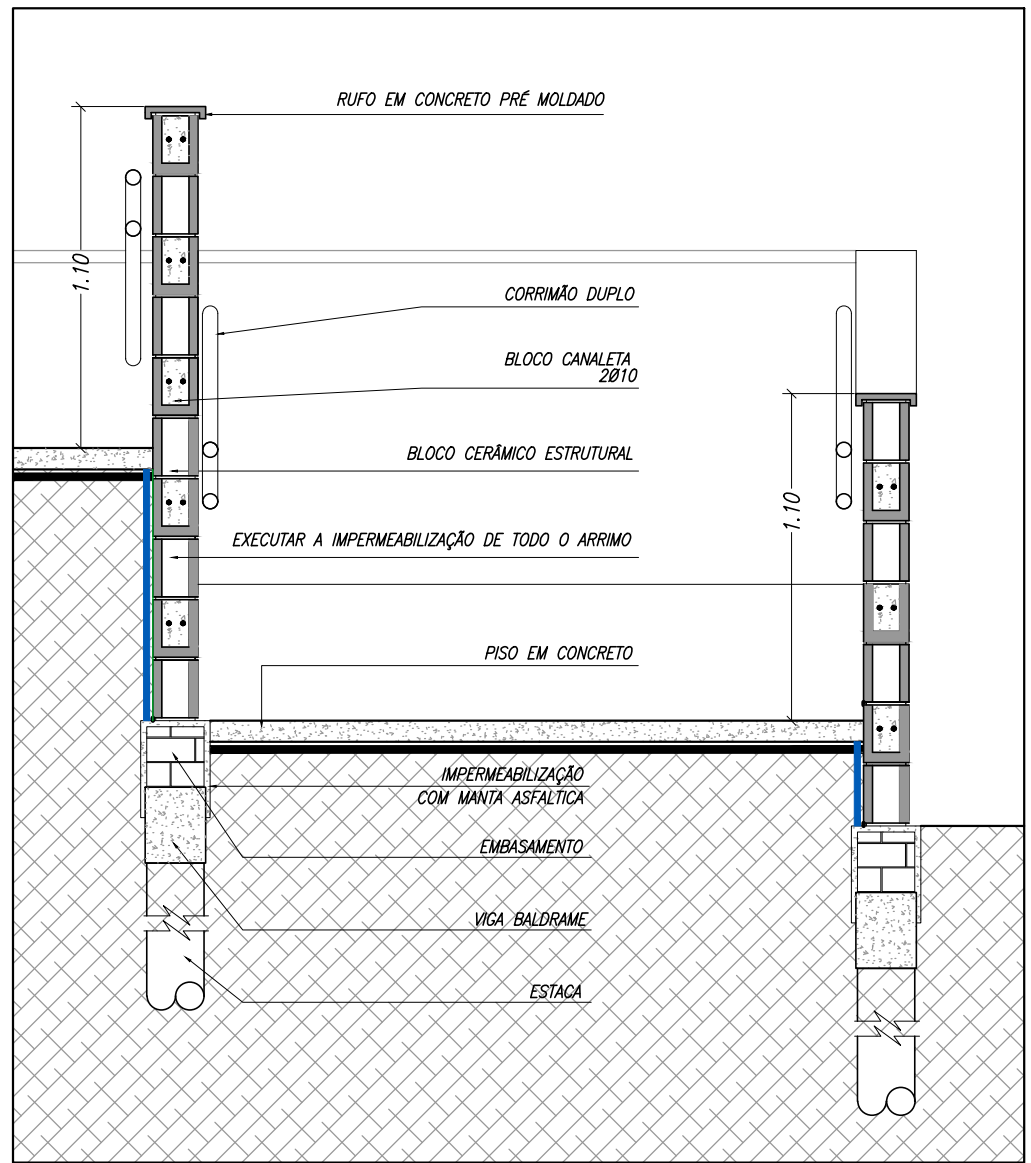 RUFO EM CONCRETO PRÉ MOLDADO
1.10
CORRIMÃO DUPLO
BLOCO CANALETA
2Ø10
BLOCO CERÂMICO ESTRUTURAL
1.10
EXECUTAR A IMPERMEABILIZAÇÃO DE TODO O ARRIMO
PISO EM CONCRETO
IMPERMEABILIZAÇÃO
COM MANTA ASFALTICA
EMBASAMENTO
VIGA BALDRAME
ESTACA